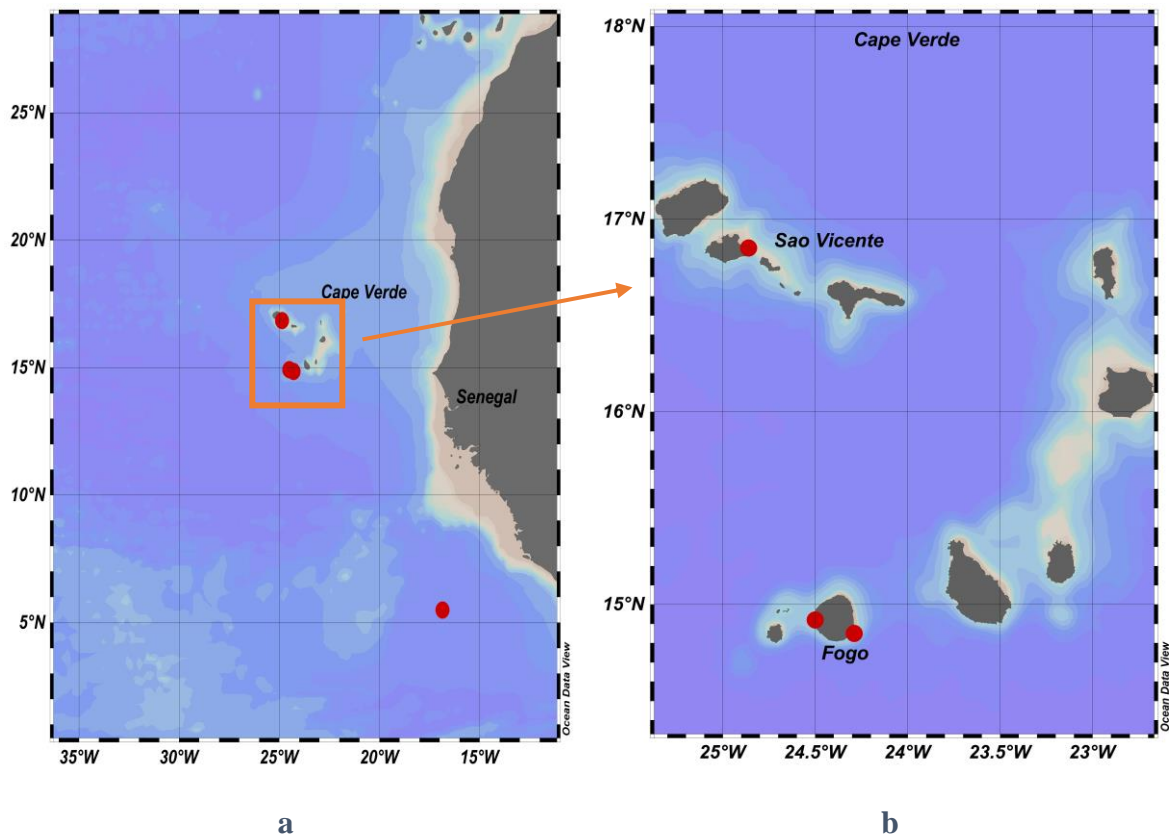 25°N
20°N
15°N
10°N
5°N
35°W
30°W
25°W
20°W
15°W
Cape Verde
Senegal
Ocean Data View
a
18°N
17°N
16°N
15°N
25°W
24.5°W
24°W
23.5°W
23°W
Cape Verde
Sao Vicente
Fogo
Ocean Data View
b